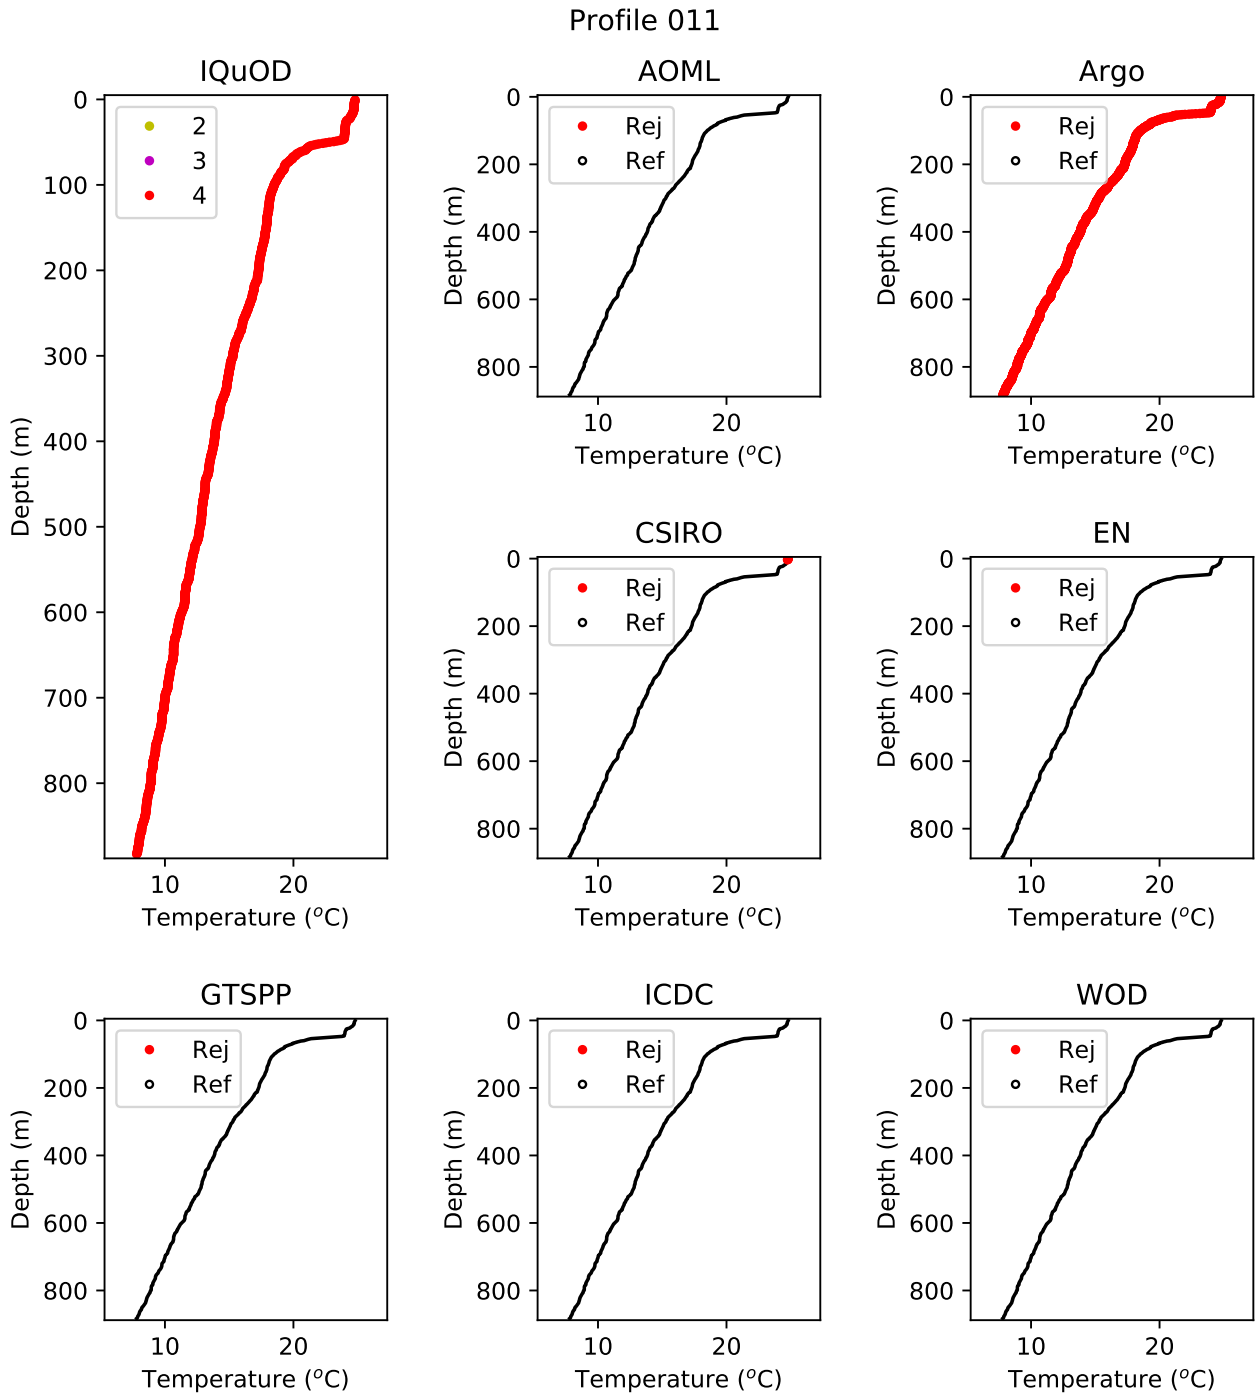 Profile 011
IQuOD
0
100
200
300
400
500
600
700
800
Depth (m)
2
3
4
10 20
Temperature (°C)
AOML
0
200
400
600
800
Depth (m)
Rej
Ref
10 20
Temperature (°C)
Argo
0
200
400
600
800
Depth (m)
Rej
Ref
10 20
Temperature (°C)
CSIRO
0
200
400
600
800
Depth (m)
Rej
Ref
10 20
Temperature (°C)
EN
0
200
400
600
800
Depth (m)
Rej
Ref
10 20
Temperature (°C)
GTSPP
0
200
400
600
800
Depth (m)
Rej
Ref
10 20
Temperature (°C)
ICDC
0
200
400
600
800
Depth (m)
Rej
Ref
10 20
Temperature (°C)
WOD
0
200
400
600
800
Depth (m)
Rej
Ref
10 20
Temperature (°C)